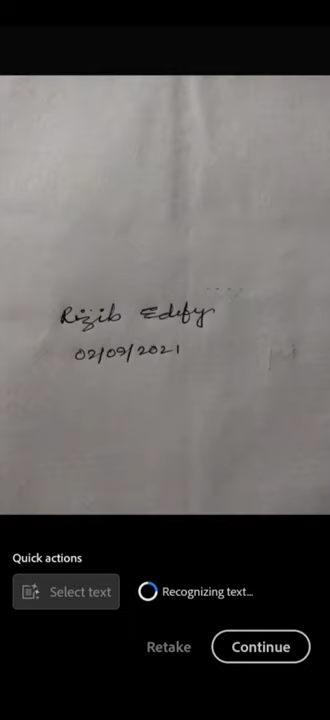 Rizib Edify
02/09/2021
Quick actions
Select text
Recognizing text...
Retake
Continue